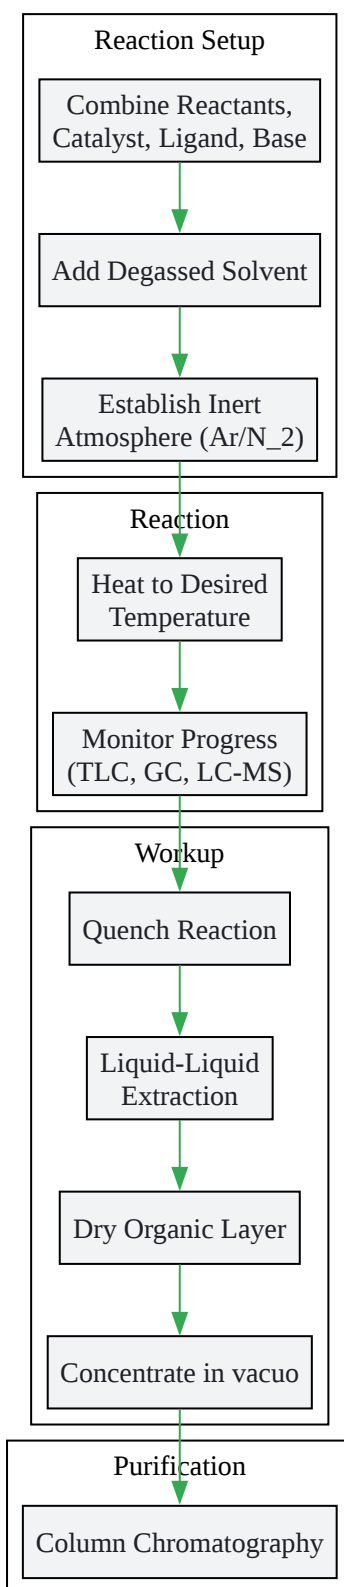 Reaction Setup
Combine Reactants,
Catalyst, Ligand, Base
Add Degassed Solvent
Establish Inert
Atmosphere (Ar/N_2)
Reaction
Heat to Desired
Temperature
Monitor Progress
(TLC, GC, LC-MS)
Workup
Quench Reaction
Liquid-Liquid
Extraction
Dry Organic Layer
Concentrate in vacuo
Purification
Column Chromatography